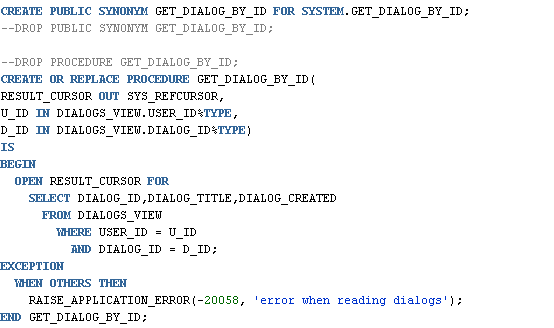 CREATE PUBLIC SYNONYM GET_DIALOG_BY_ID FOR SYSTEM.GET_DIALOG_BY_ID;
--DROP PUBLIC SYNONYM GET_DIALOG_BY_ID;

--DROP PROCEDURE GET_DIALOG_BY_ID;
CREATE OR REPLACE PROCEDURE GET_DIALOG_BY_ID(
RESULT_CURSOR OUT SYS_REFCURSOR,
U_ID IN DIALOGS_VIEW.USER_ID%TYPE,
D_ID IN DIALOGS_VIEW.DIALOG_ID%TYPE)
IS
BEGIN
  OPEN RESULT_CURSOR FOR
    SELECT DIALOG_ID,DIALOG_TITLE,DIALOG_CREATED
      FROM DIALOGS_VIEW
        WHERE USER_ID = U_ID
          AND DIALOG_ID = D_ID;
EXCEPTION
  WHEN OTHERS THEN
    RAISE_APPLICATION_ERROR(-20058, 'error when reading dialogs');
END GET_DIALOG_BY_ID;